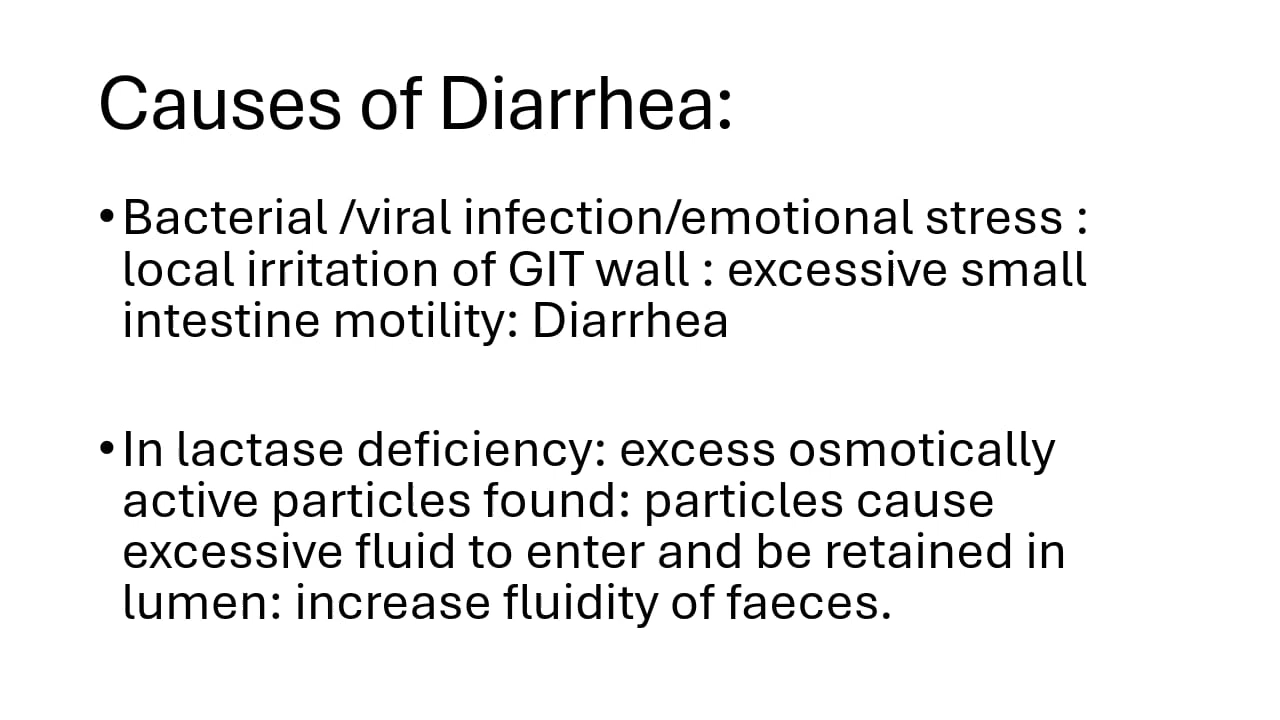 Causes of Diarrhea:
• Bacterial /viral infection/emotional stress :
local irritation of GIT wall : excessive small
intestine motility: Diarrhea
• In lactase deficiency: excess osmotically
active particles found: particles cause
excessive fluid to enter and be retained in
lumen: increase fluidity of faeces.